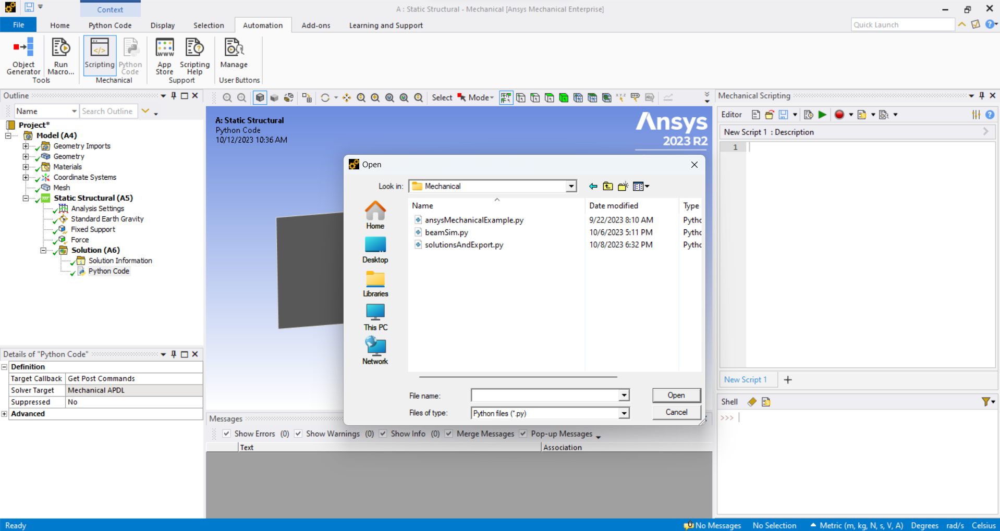 Context
A : Static Structural - Mechanical [Ansys Mechanical Enterprise]
File Home Python Code Display Selection Automation Add-ons Learning and Support
Quick Launch
Object Generator
Run Macro...
Tools
Scripting
Python Code
Mechanical
App Store
Scripting Help
Support
Manage
User Buttons
Outline
Name
Search Outline
Project*
Model (A4)
Geometry Imports
Geometry
Materials
Coordinate Systems
Mesh
Static Structural (A5)
Analysis Settings
Standard Earth Gravity
Fixed Support
Force
Solution (A6)
Solution Information
Python Code
Details of "Python Code"
Definition
Target Callback Get Post Commands
Solver Target Mechanical APDL
Suppressed No
Advanced
Select Mode
A: Static Structural
Python Code
10/12/2023 10:36 AM
Ansys
2023 R2
Open
Look in: Mechanical
Home
Desktop
Libraries
This PC
Network
Name Date modified Type
ansysMechanicalExample.py 9/22/2023 8:10 AM Pythc
beamSim.py 10/6/2023 5:11 PM Pythc
solutionsAndExport.py 10/8/2023 6:32 PM Pythc
File name: Open
Files of type: Python files (*.py) Cancel
Messages
Show Errors (0) Show Warnings (0) Show Info (0) Merge Messages Pop-up Messages
Text Association
Mechanical Scripting
Editor
New Script 1 : Description
1
New Script 1 +
Shell
>>>
Ready
No Messages No Selection Metric (m, kg, N, s, V, A) Degrees rad/s Celsius